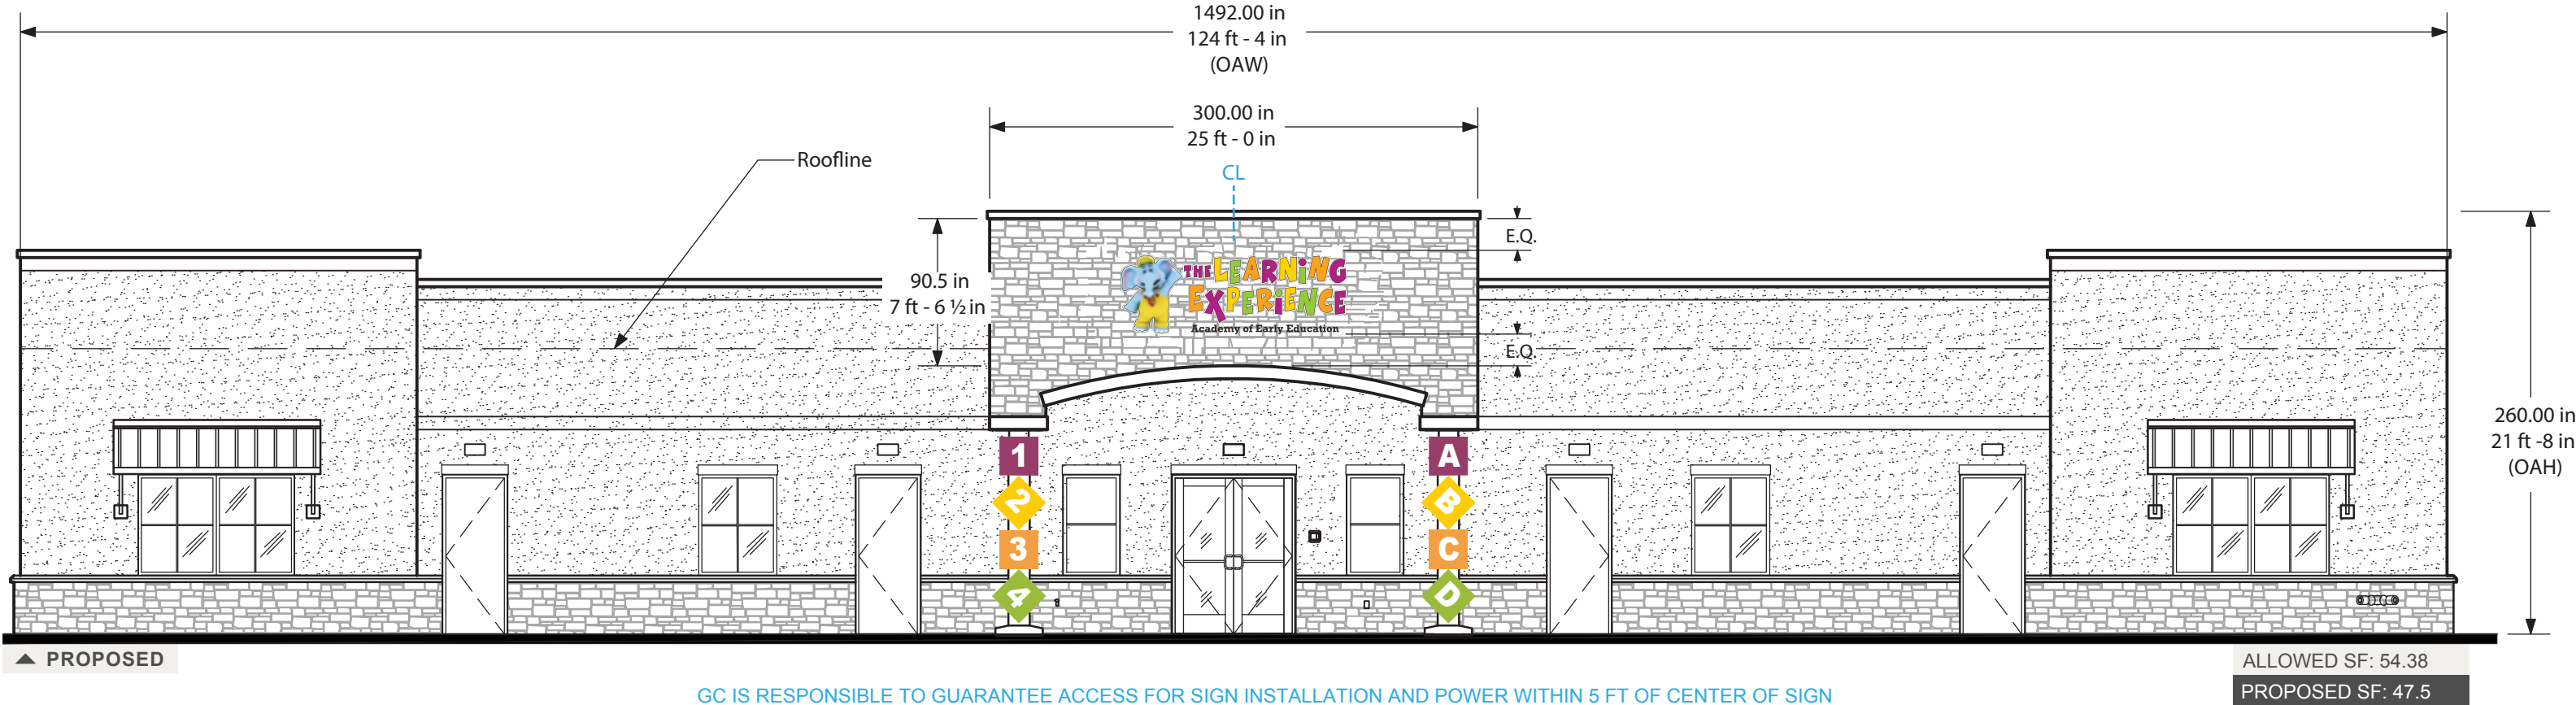 1492.00 in
124 ft - 4 in
(OAW)
300.00 in
25 ft - 0 in
CL
Roofline
E.Q.
90.5 in
7 ft - 6 ½ in
THE LEARNiNG
EXPERiENCE
Academy of Early Education
E.Q.
260.00 in
21 ft -8 in
(OAH)
1
2
3
4
A
B
C
D
▲ PROPOSED
ALLOWED SF: 54.38
PROPOSED SF: 47.5
GC IS RESPONSIBLE TO GUARANTEE ACCESS FOR SIGN INSTALLATION AND POWER WITHIN 5 FT OF CENTER OF SIGN